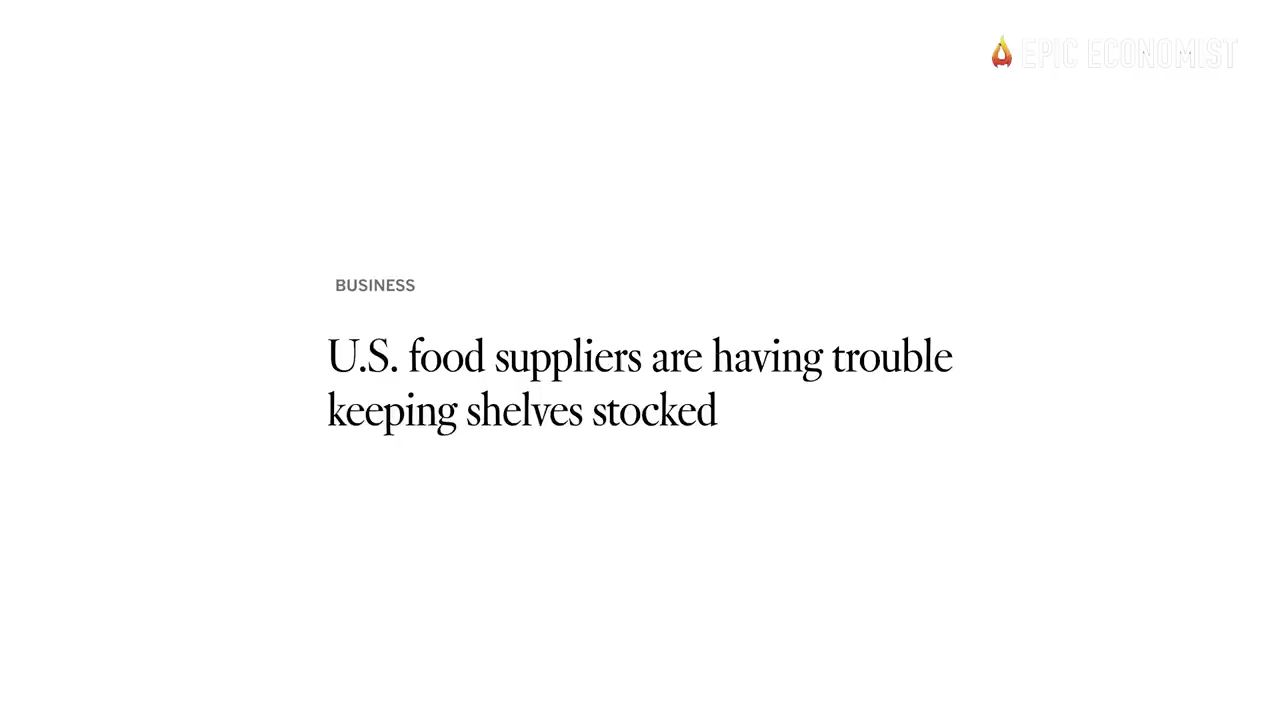 EPIC ECONOMIST
BUSINESS
U.S. food suppliers are having trouble
keeping shelves stocked